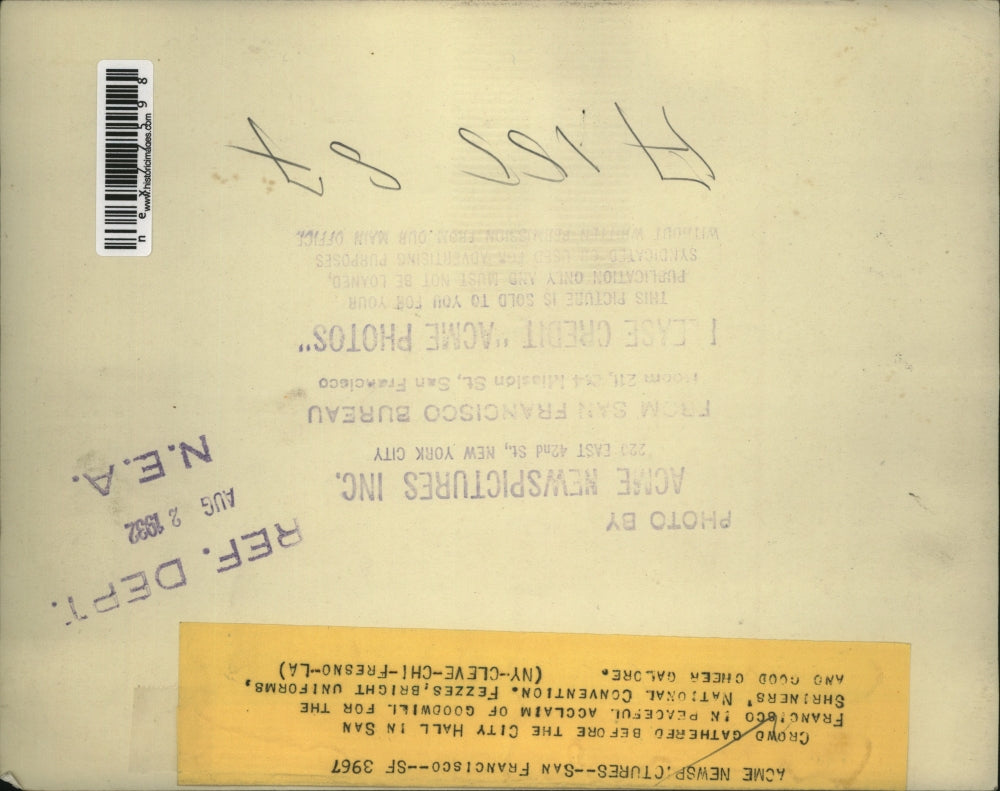 ACME NEWSPICTURES--SAN FRANCISCO--SF 3967
CROWD GATHERED BEFORE THE CITY HALL IN SAN
FRANCISCO IN PEACEFUL ACCLAIM OF GOODWILL FOR THE
SHRINERS' NATIONAL CONVENTION. FEZZES, BRIGHT UNIFORMS,
AND GOOD CHEER GALORE. (NY-CLEVE-CHI-FRESNO-LA)
REF. DEPT.
AUG 2 1932
N.E.A.
PHOTO BY
ACME NEWSPICTURES INC.
220 EAST 42nd St., NEW YORK CITY
FROM SAN FRANCISCO BUREAU
Room 211, Mission St., San Francisco
PLEASE CREDIT "ACME PHOTOS"
THIS PICTURE IS SOLD TO YOU FOR YOUR
PUBLICATION ONLY AND MUST NOT BE LOANED,
SYNDICATED OR USED FOR ADVERTISING PURPOSES
WITHOUT WRITTEN PERMISSION FROM OUR MAIN OFFICE.
www.historicimages.com
nex77598